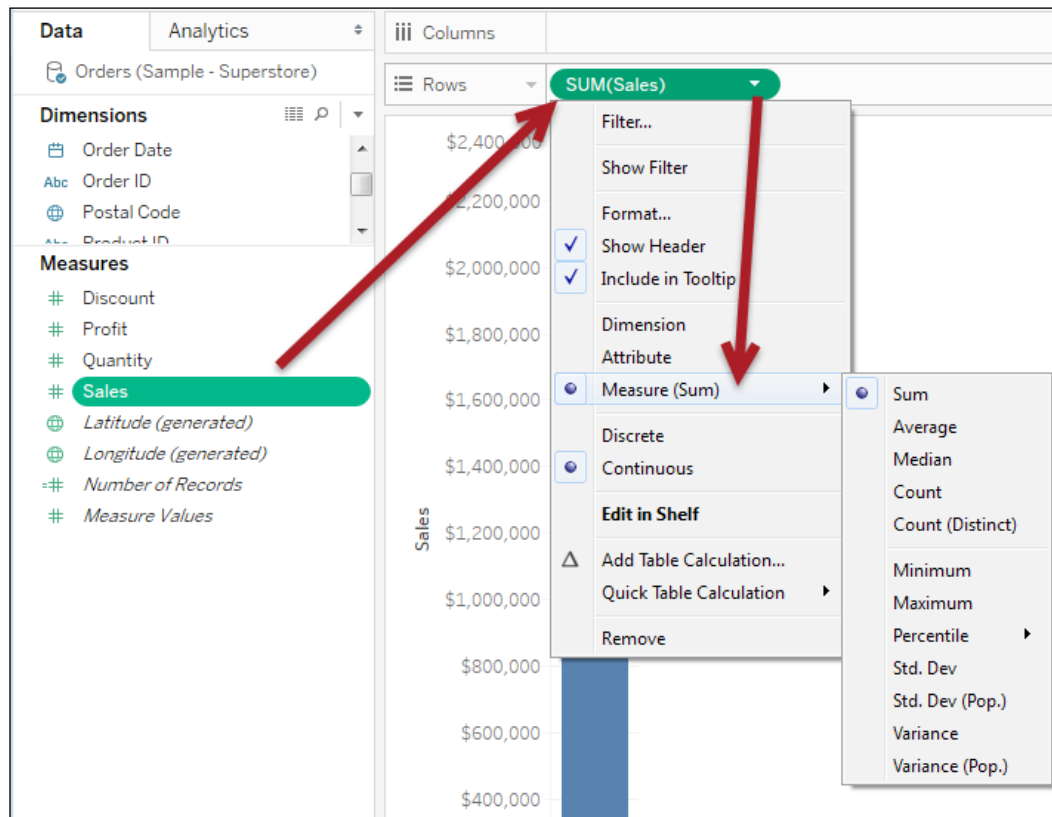 Data
Analytics
Orders (Sample - Superstore)
Dimensions
Order Date
Abc Order ID
Postal Code
Abc Product ID
Measures
# Discount
# Profit
# Quantity
# Sales
Latitude (generated)
Longitude (generated)
=# Number of Records
# Measure Values
Columns
Rows
SUM(Sales)
$2,400,000
$2,200,000
$2,000,000
$1,800,000
$1,600,000
$1,400,000
$1,200,000
$1,000,000
$800,000
$600,000
$400,000
Sales
Filter...
Show Filter
Format...
Show Header
Include in Tooltip
Dimension
Attribute
Measure (Sum)
Discrete
Continuous
Edit in Shelf
Add Table Calculation...
Quick Table Calculation
Remove
Sum
Average
Median
Count
Count (Distinct)
Minimum
Maximum
Percentile
Std. Dev
Std. Dev (Pop.)
Variance
Variance (Pop.)